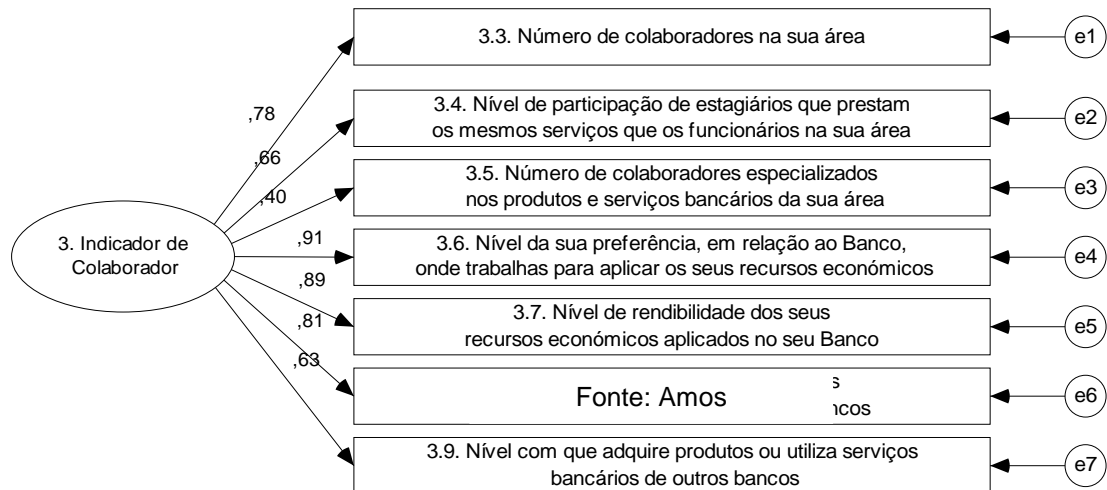 3.3. Número de colaboradores na sua área
e1
,78
3.4. Nível de participação de estagiários que prestam
os mesmos serviços que os funcionários na sua área
e2
,66
3.5. Número de colaboradores especializados
nos produtos e serviços bancários da sua área
e3
,40
3. Indicador de
Colaborador
,91
3.6. Nível da sua preferência, em relação ao Banco,
onde trabalhas para aplicar os seus recursos económicos
e4
,89
3.7. Nível de rendibilidade dos seus
recursos económicos aplicados no seu Banco
e5
,81
Fonte: Amos
e6
,63
3.9. Nível com que adquire produtos ou utiliza serviços
bancários de outros bancos
e7